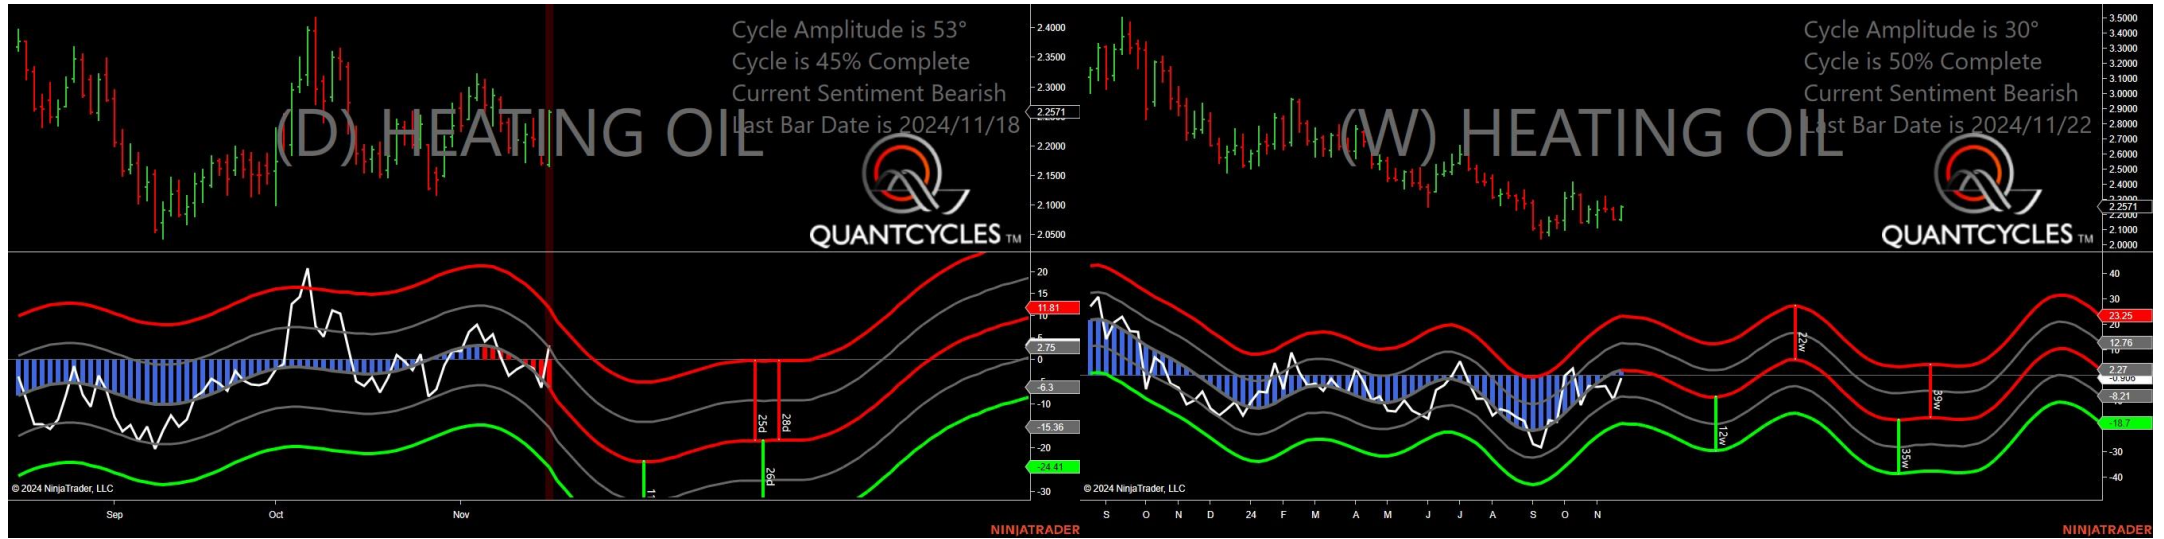 Cycle Amplitude is 53°
Cycle is 45% Complete
Current Sentiment Bearish
Last Bar Date is 2024/11/18
(D) HEATING OIL
QUANTCYCLES TM
2.4000
2.3500
2.3000
2.2571
2.2000
2.1500
2.1000
2.0500
20
15
11.81
10
5
2.75
0
-6.3
-10
-15.36
-20
-24.41
-30
25d
28d
26d
11
© 2024 NinjaTrader, LLC
Sep Oct Nov
NINJATRADER
Cycle Amplitude is 30°
Cycle is 50% Complete
Current Sentiment Bearish
Last Bar Date is 2024/11/22
(W) HEATING OIL
QUANTCYCLES TM
3.5000
3.4000
3.3000
3.2000
3.1000
3.0000
2.9000
2.8000
2.7000
2.6000
2.5000
2.4000
2.3000
2.2571
2.2000
2.1000
2.0000
40
30
23.25
20
12.76
10
2.27
-0.906
-8.21
-18.7
-30
-40
22w
39w
12w
35w
© 2024 NinjaTrader, LLC
S O N D 24 F M A M J J A S O N
NINJATRADER